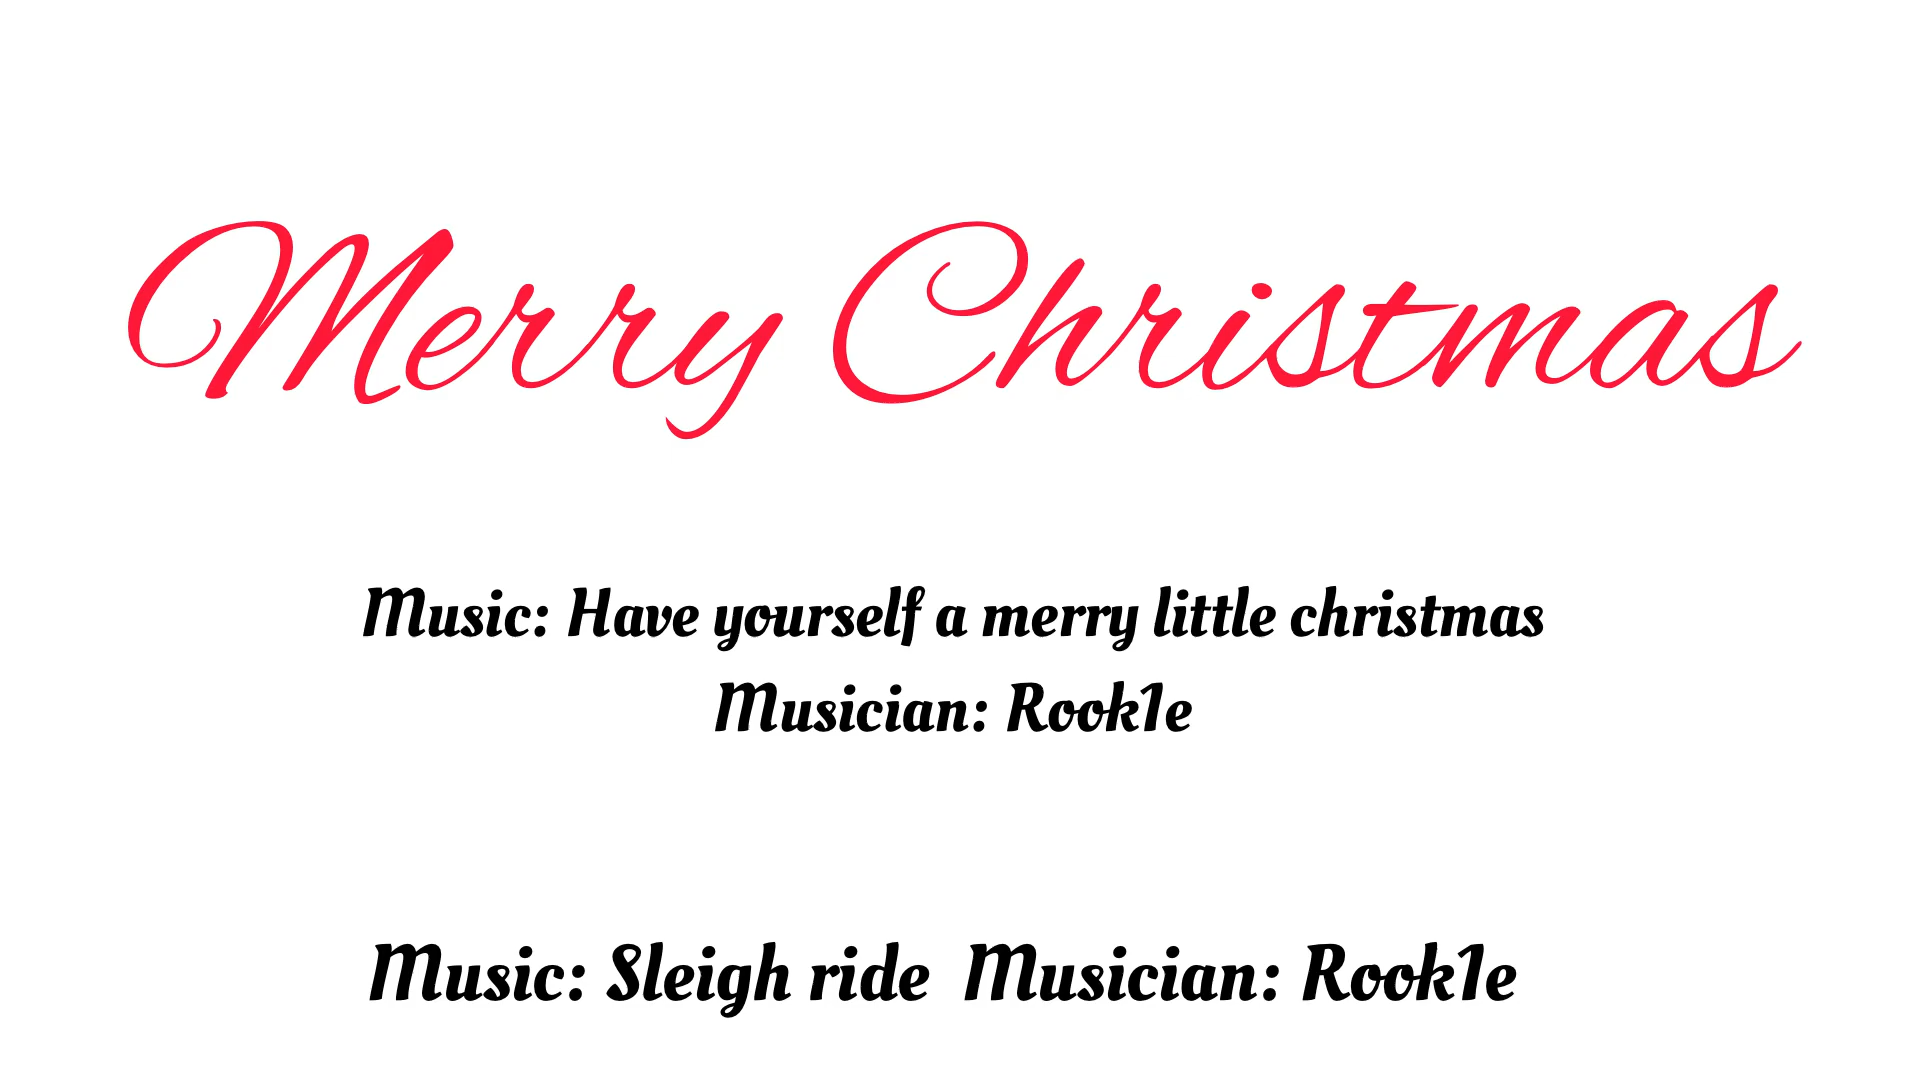 Merry Christmas
Music: Have yourself a merry little christmas
Musician: Rook1e
Music: Sleigh ride  Musician: Rook1e